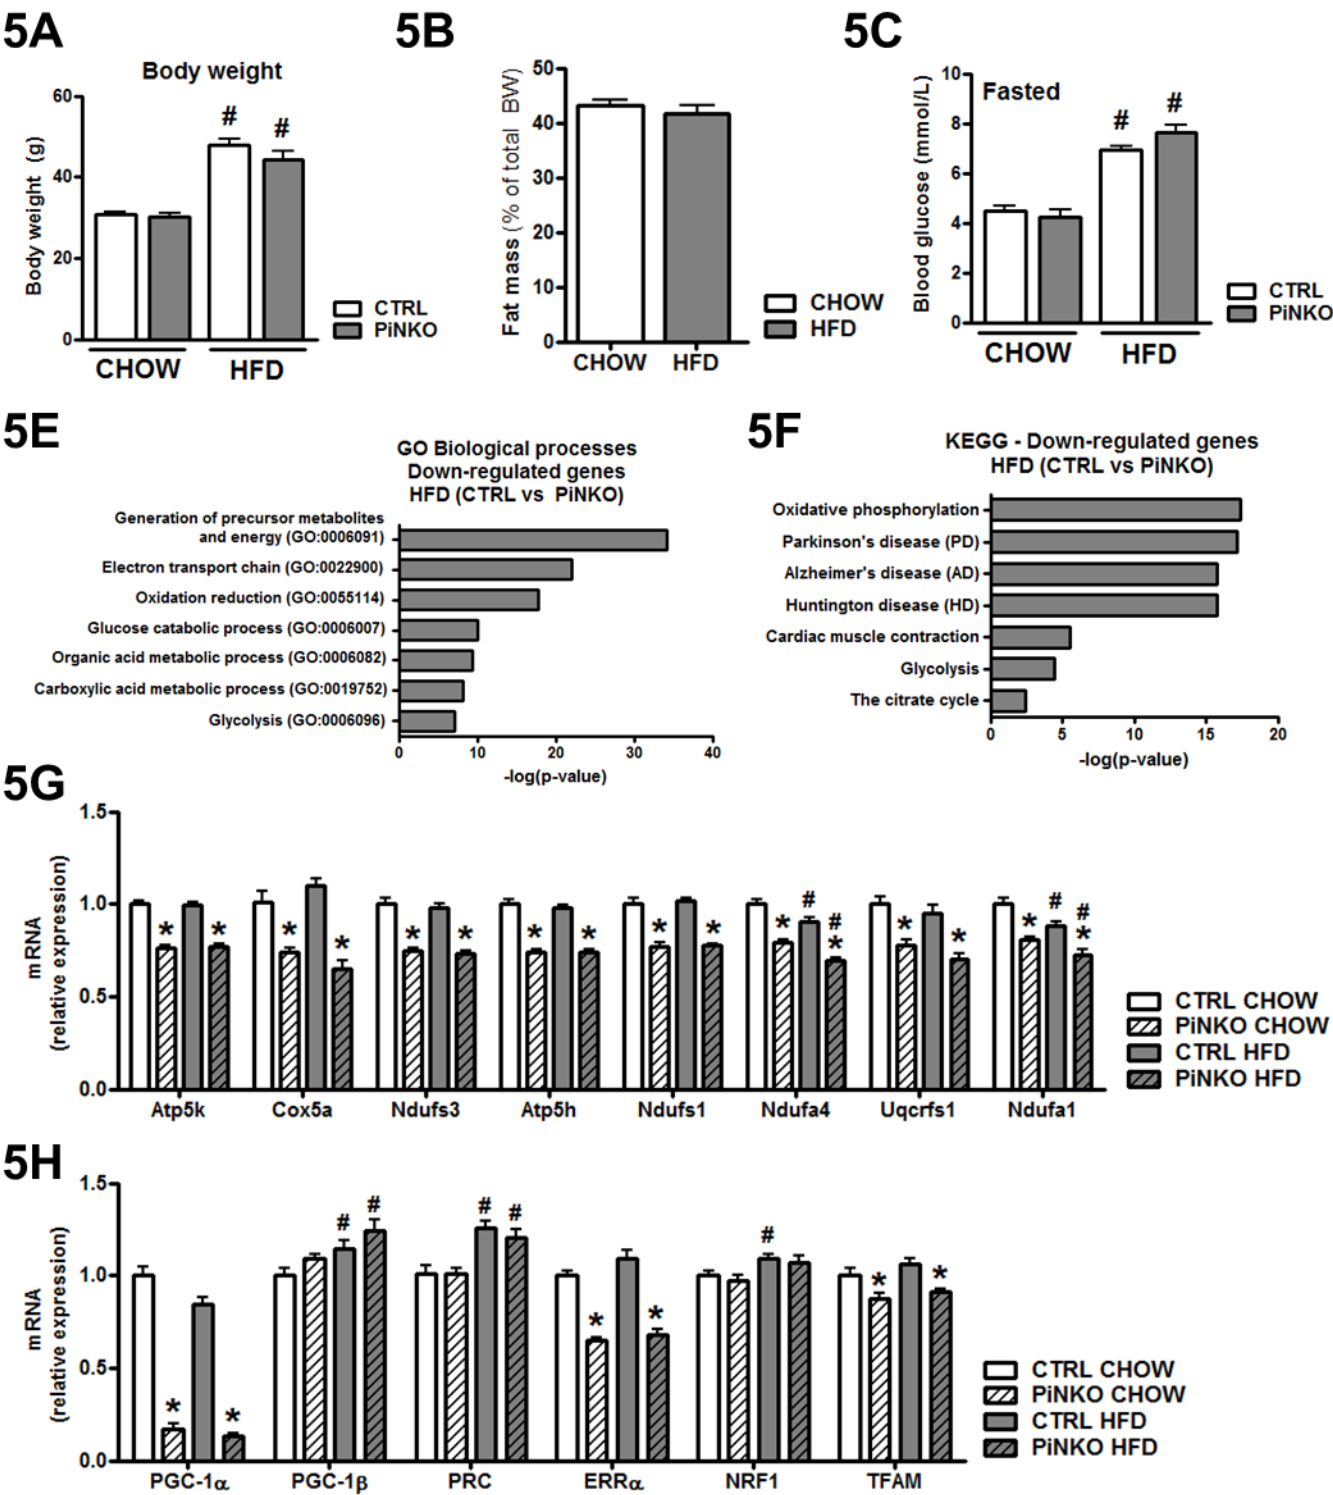 5A
Body weight
Body weight (g)
60
40
20
0
# #
CHOW HFD
CTRL
PiNKO
5B
Fat mass (% of total BW)
50
40
30
20
10
0
CHOW HFD
CHOW
HFD
5C
Fasted
Blood glucose (mmol/L)
10
8
6
4
2
0
# #
CHOW HFD
CTRL
PiNKO
5E
GO Biological processes
Down-regulated genes
HFD (CTRL vs PiNKO)
Generation of precursor metabolites
and energy (GO:0006091)
Electron transport chain (GO:0022900)
Oxidation reduction (GO:0055114)
Glucose catabolic process (GO:0006007)
Organic acid metabolic process (GO:0006082)
Carboxylic acid metabolic process (GO:0019752)
Glycolysis (GO:0006096)
0 10 20 30 40
-log(p-value)
5F
KEGG - Down-regulated genes
HFD (CTRL vs PiNKO)
Oxidative phosphorylation
Parkinson's disease (PD)
Alzheimer's disease (AD)
Huntington disease (HD)
Cardiac muscle contraction
Glycolysis
The citrate cycle
0 5 10 15 20
-log(p-value)
5G
mRNA
(relative expression)
1.5
1.0
0.5
0.0
* * * * * * * * * * * # # * * * * # # *
Atp5k Cox5a Ndufs3 Atp5h Ndufs1 Ndufa4 Uqcrfs1 Ndufa1
CTRL CHOW
PiNKO CHOW
CTRL HFD
PiNKO HFD
5H
mRNA
(relative expression)
1.5
1.0
0.5
0.0
* * # # # # * * # * *
PGC-1α PGC-1β PRC ERRα NRF1 TFAM
CTRL CHOW
PiNKO CHOW
CTRL HFD
PiNKO HFD